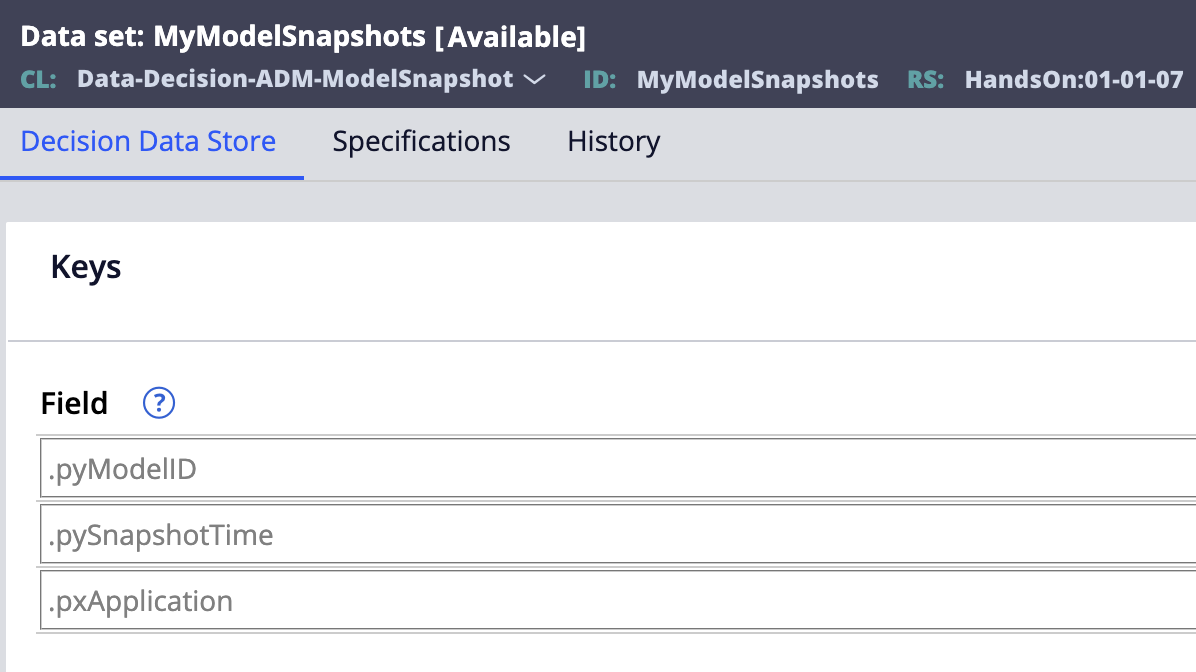 Data set: MyModelSnapshots [Available]
CL: Data-Decision-ADM-ModelSnapshot ID: MyModelSnapshots RS: HandsOn:01-01-07
Decision Data Store Specifications History
Keys
Field ?
.pyModelID
.pySnapshotTime
.pxApplication